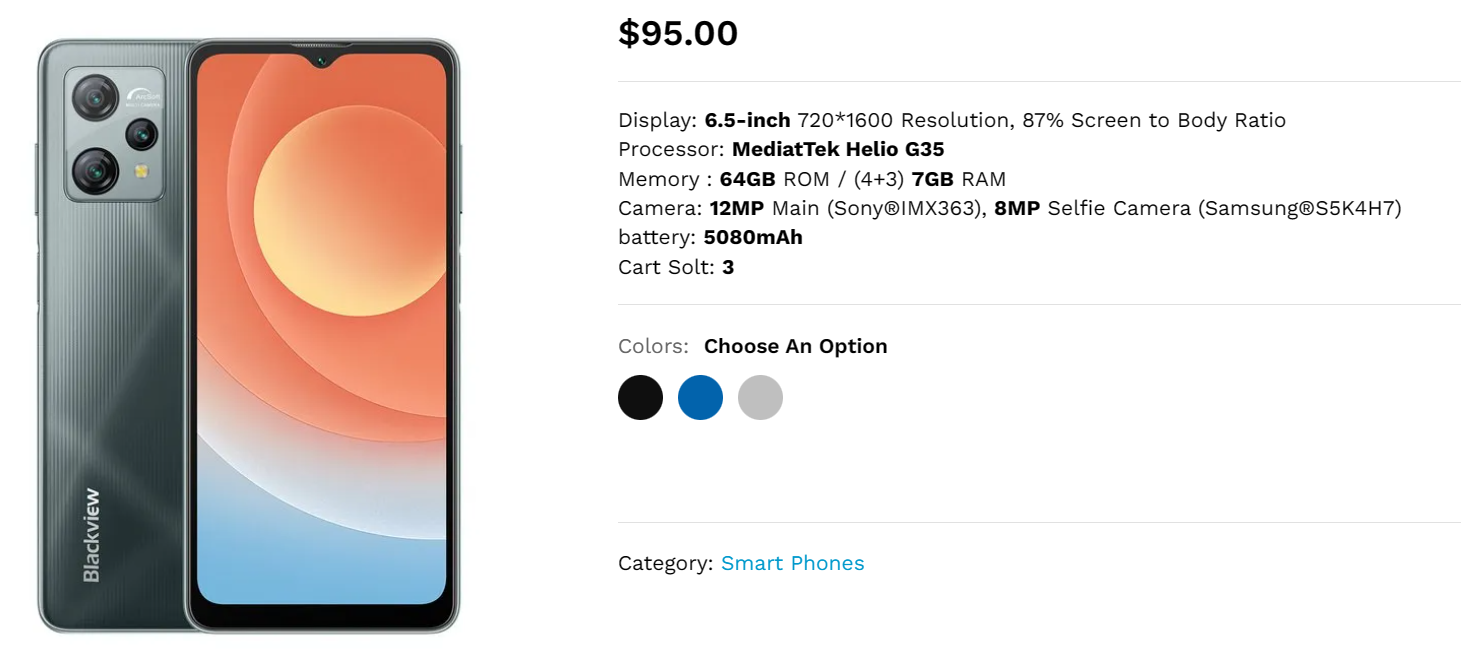 $95.00
Display: 6.5-inch 720*1600 Resolution, 87% Screen to Body Ratio
Processor: MediatTek Helio G35
Memory : 64GB ROM / (4+3) 7GB RAM
Camera: 12MP Main (Sony®IMX363), 8MP Selfie Camera (Samsung®S5K4H7)
battery: 5080mAh
Cart Solt: 3
Colors: Choose An Option
Category: Smart Phones
ArcSoft
Blackview